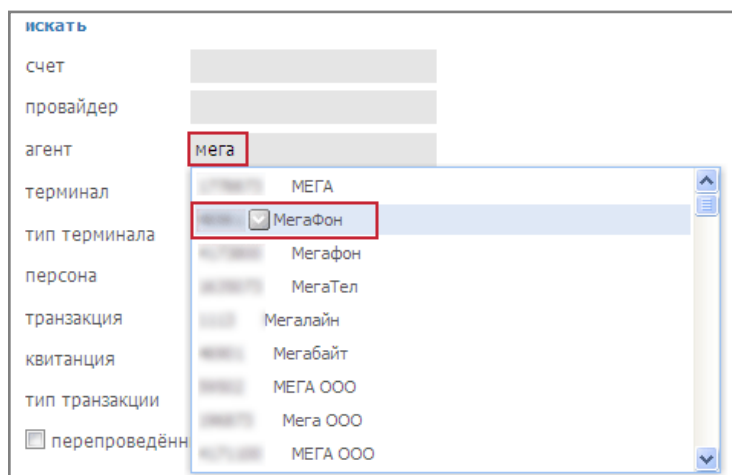 искать
счет
провайдер
агент мега
терминал МЕГА
МегаФон
тип терминала
Мегафон
персона МегаТел
транзакция Мегалайн
квитанция Мегабайт
тип транзакции МЕГА ООО
Мега ООО
перепроведённ
МЕГА ООО